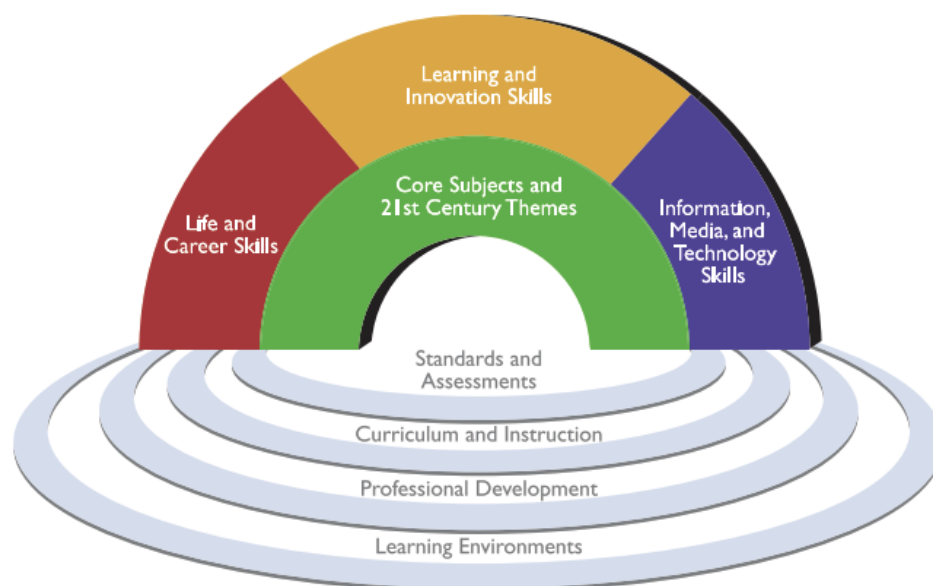 Learning and
Innovation Skills
Core Subjects and
21st Century Themes
Life and
Career Skills
Information,
Media, and
Technology
Skills
Standards and
Assessments
Curriculum and Instruction
Professional Development
Learning Environments